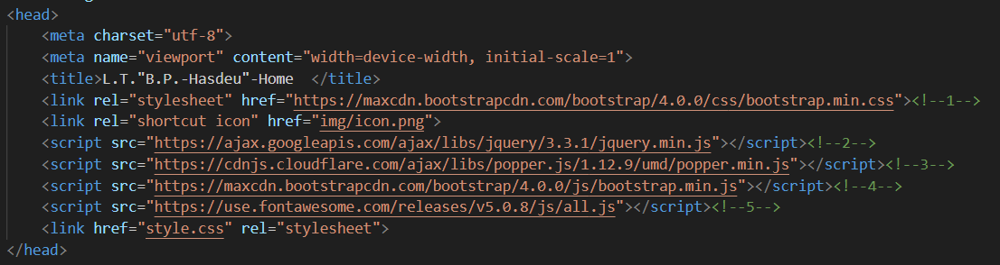 <head>
<meta charset="utf-8">
<meta name="viewport" content="width=device-width, initial-scale=1">
<title>L.T."B.P.-Hasdeu"-Home  </title>
<link rel="stylesheet" href="https://maxcdn.bootstrapcdn.com/bootstrap/4.0.0/css/bootstrap.min.css"><!--1-->
<link rel="shortcut icon" href="img/icon.png">
<script src="https://ajax.googleapis.com/ajax/libs/jquery/3.3.1/jquery.min.js"></script><!--2-->
<script src="https://cdnjs.cloudflare.com/ajax/libs/popper.js/1.12.9/umd/popper.min.js"></script><!--3-->
<script src="https://maxcdn.bootstrapcdn.com/bootstrap/4.0.0/js/bootstrap.min.js"></script><!--4-->
<script src="https://use.fontawesome.com/releases/v5.0.8/js/all.js"></script><!--5-->
<link href="style.css" rel="stylesheet">
</head>